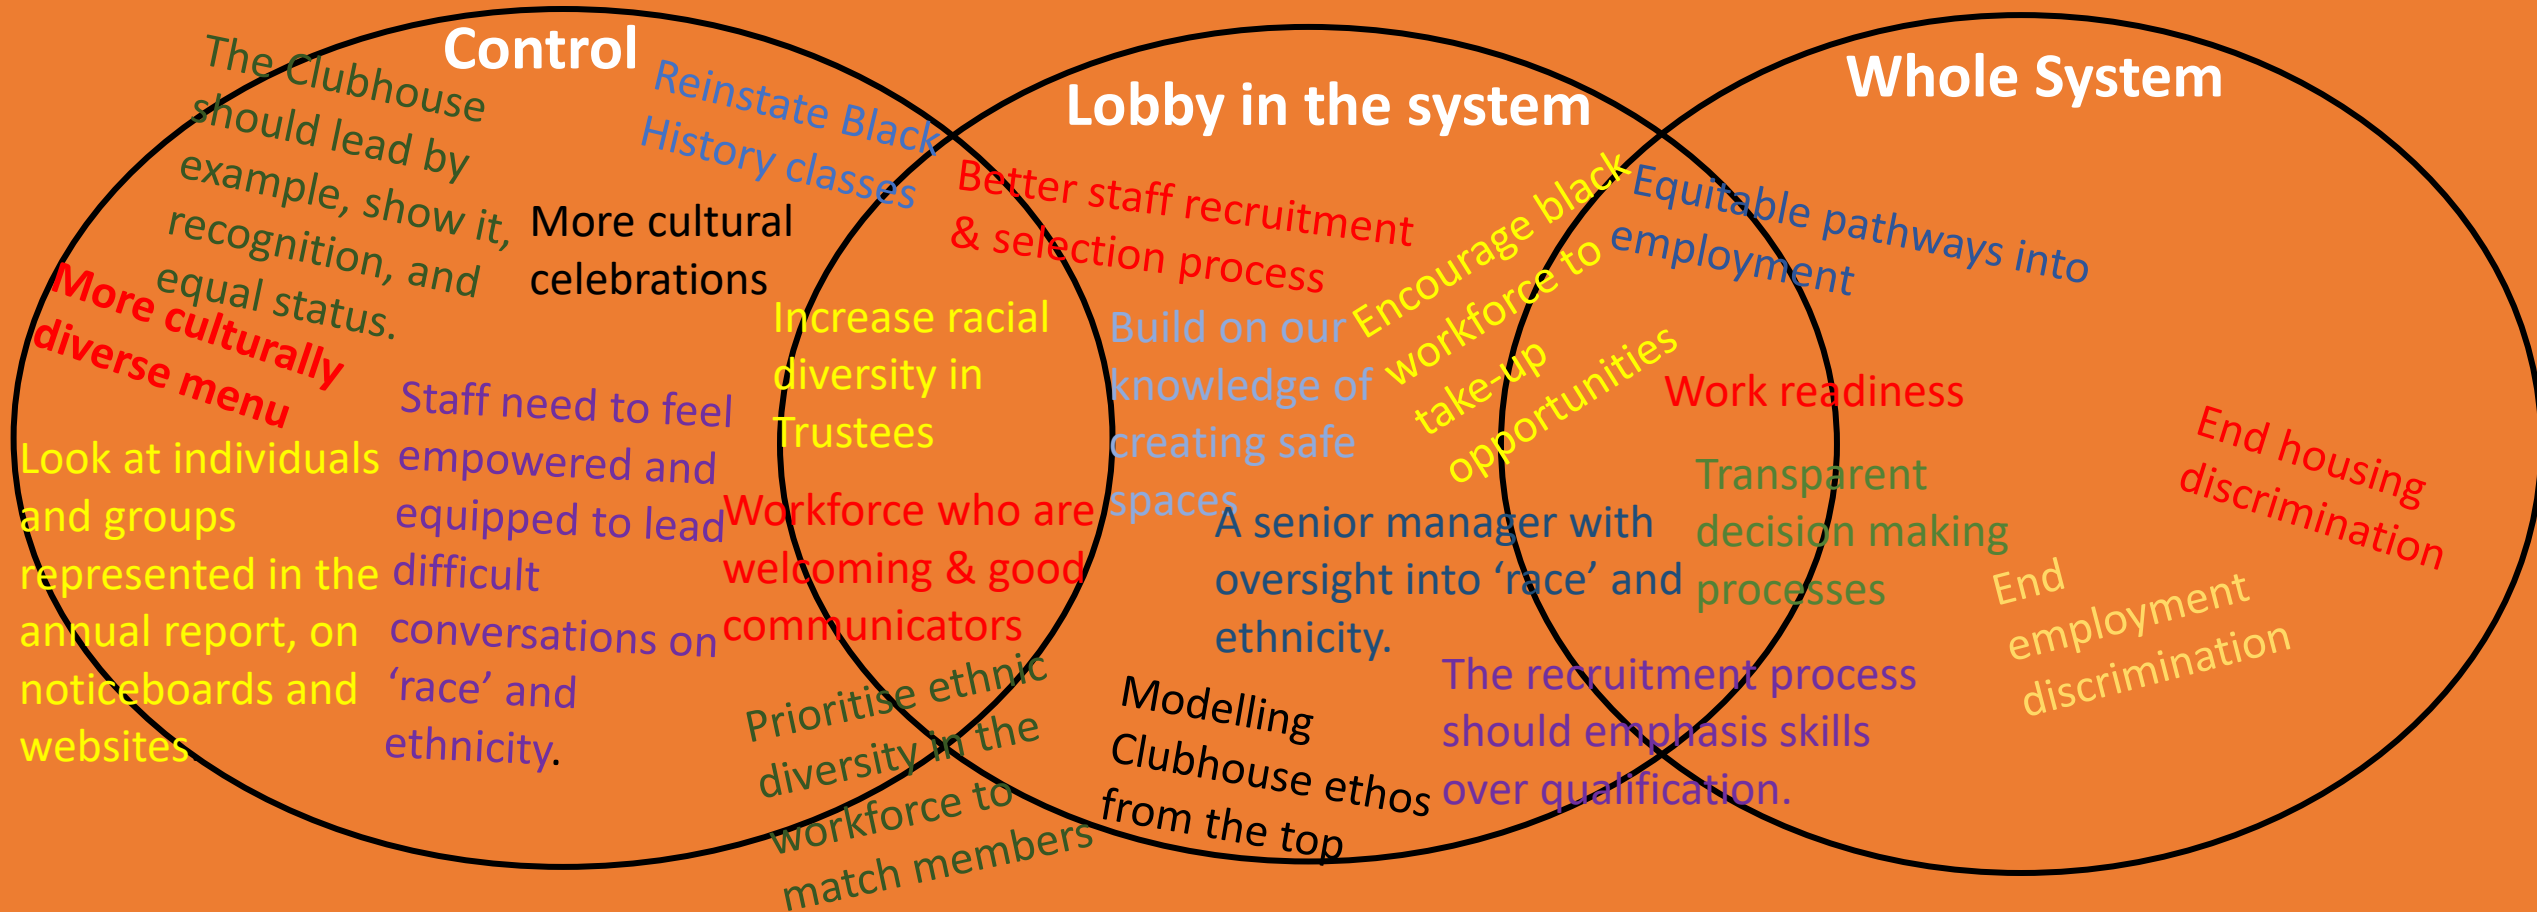 Control
The Clubhouse
should lead by
example, show it,
recognition, and
equal status.
Reinstate Black
History classes
More cultural
celebrations
More culturally
diverse menu
Look at individuals
and groups
represented in the
annual report, on
noticeboards and
websites.
Staff need to feel
empowered and
equipped to lead
difficult
conversations on
‘race’ and
ethnicity.
Increase racial
diversity in
Trustees
Workforce who are
welcoming & good
communicators
Prioritise ethnic
diversity in the
workforce to
match members
Lobby in the system
Better staff recruitment
& selection process
Build on our
knowledge of
creating safe
spaces
Encourage black
workforce to
take-up
opportunities
A senior manager with
oversight into ‘race’ and
ethnicity.
Modelling
Clubhouse ethos
from the top
Whole System
Equitable pathways into
employment
Work readiness
Transparent
decision making
processes
The recruitment process
should emphasis skills
over qualification.
End housing
discrimination
End
employment
discrimination